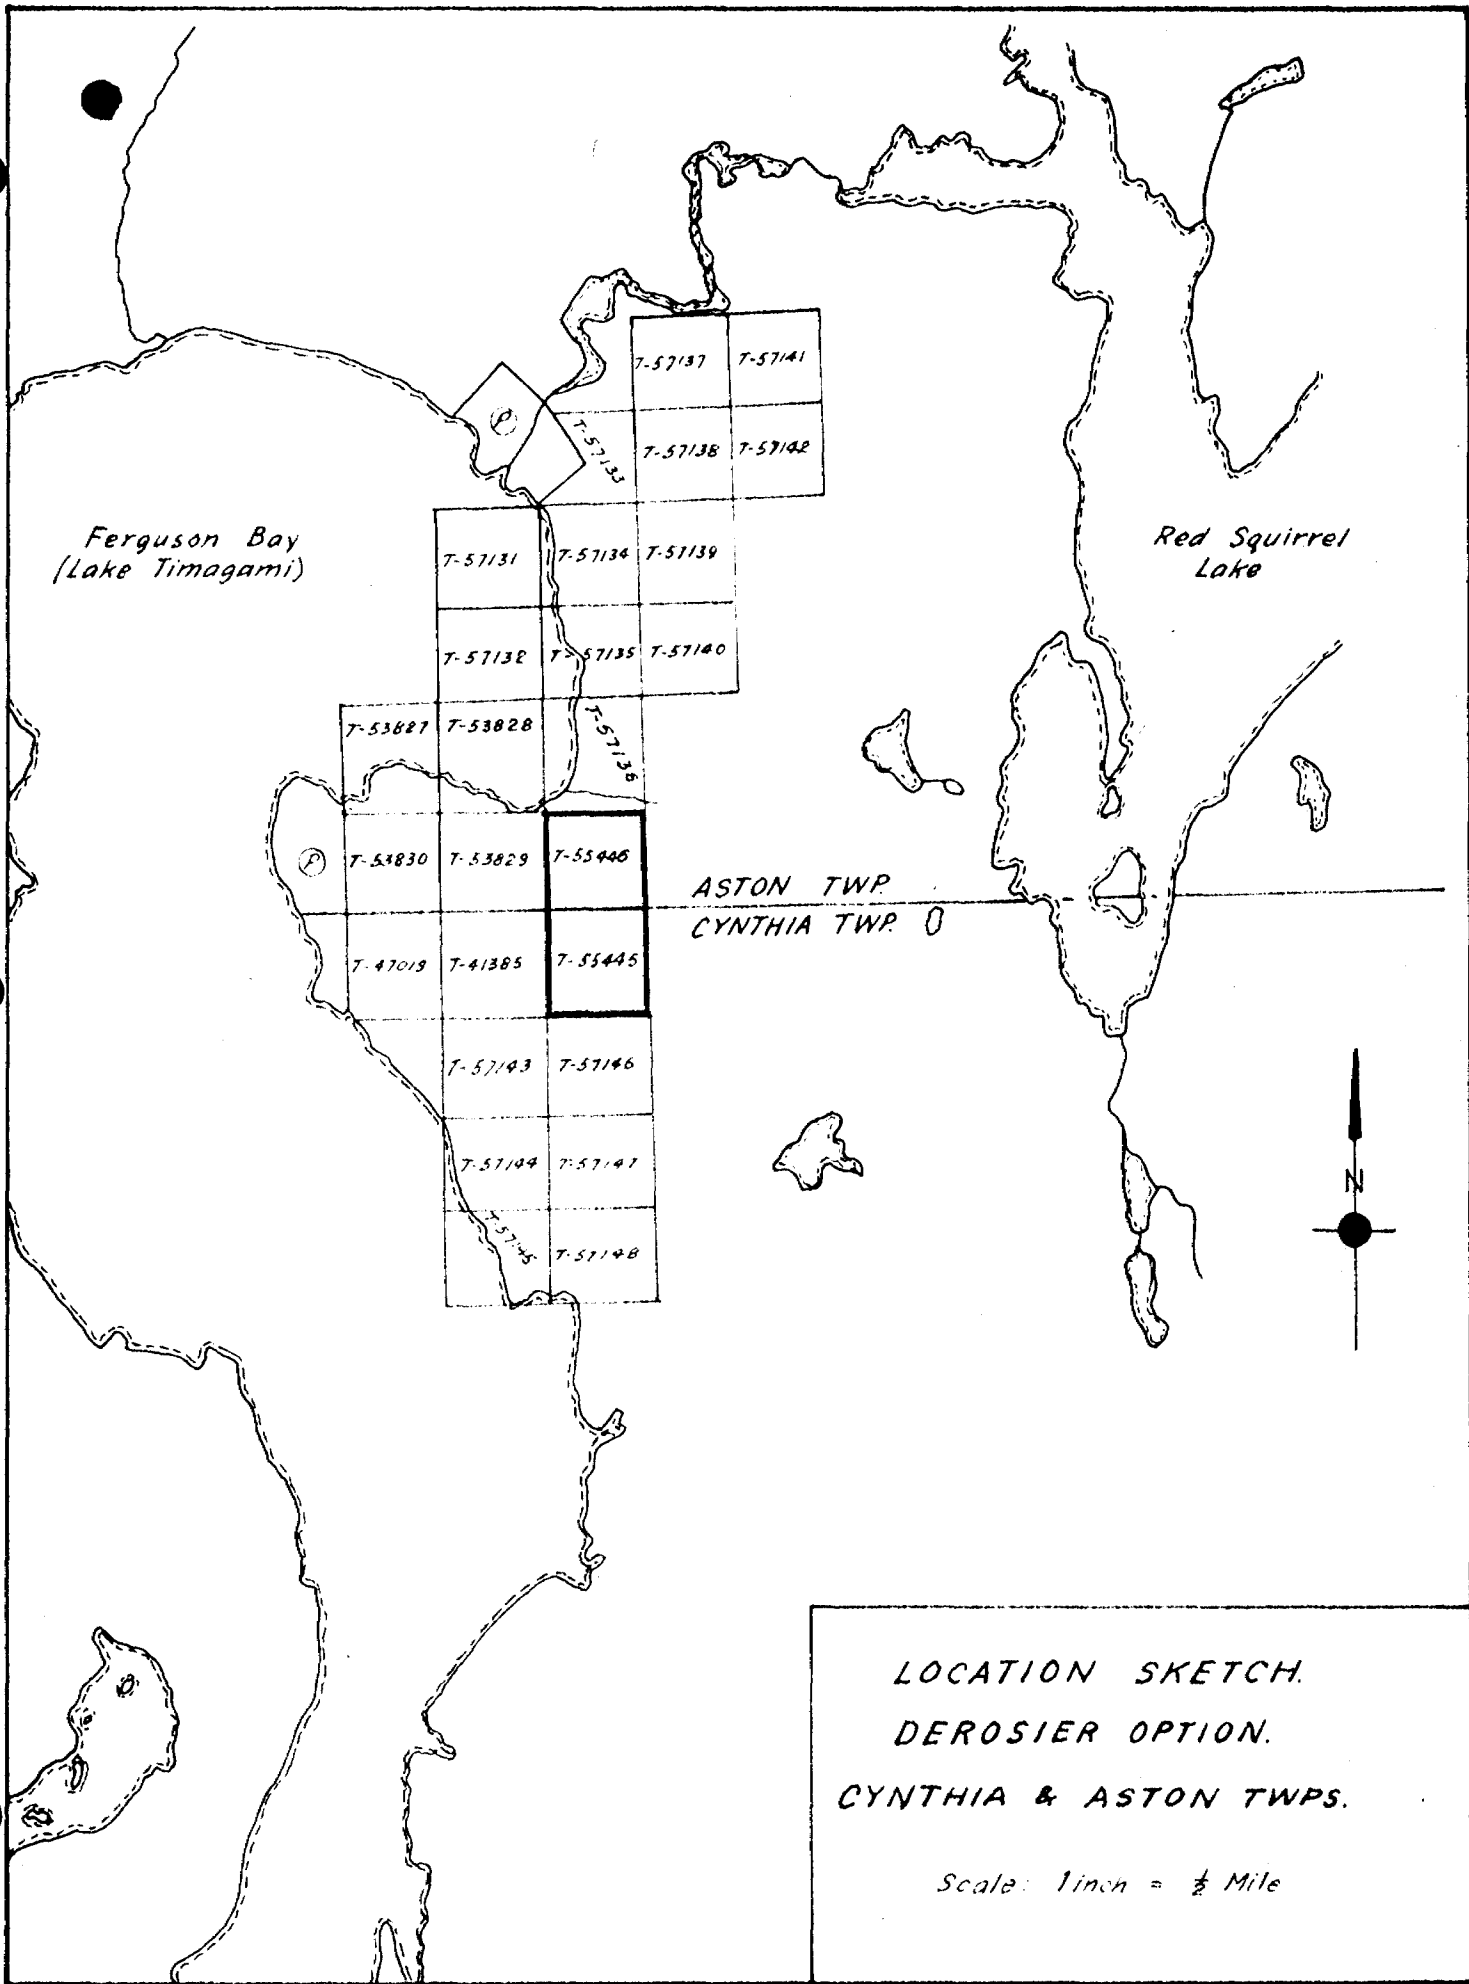 T-57137 T-57141
P
T-57133
T-57138 T-57142
Ferguson Bay
(Lake Timagami)
Red Squirrel
Lake
T-57131 T-57134 T-57139
T-57132 T-57135 T-57140
T-53827 T-53828
T-57136
P
T-53830 T-53829 T-55446
ASTON TWP.
CYNTHIA TWP.
T-47019 T-41385 T-55445
T-57143 T-57146
T-57144 T-57147
T-57145
T-57148
N
LOCATION SKETCH.
DEROSIER OPTION.
CYNTHIA & ASTON TWPS.
Scale: 1 inch = ½ Mile